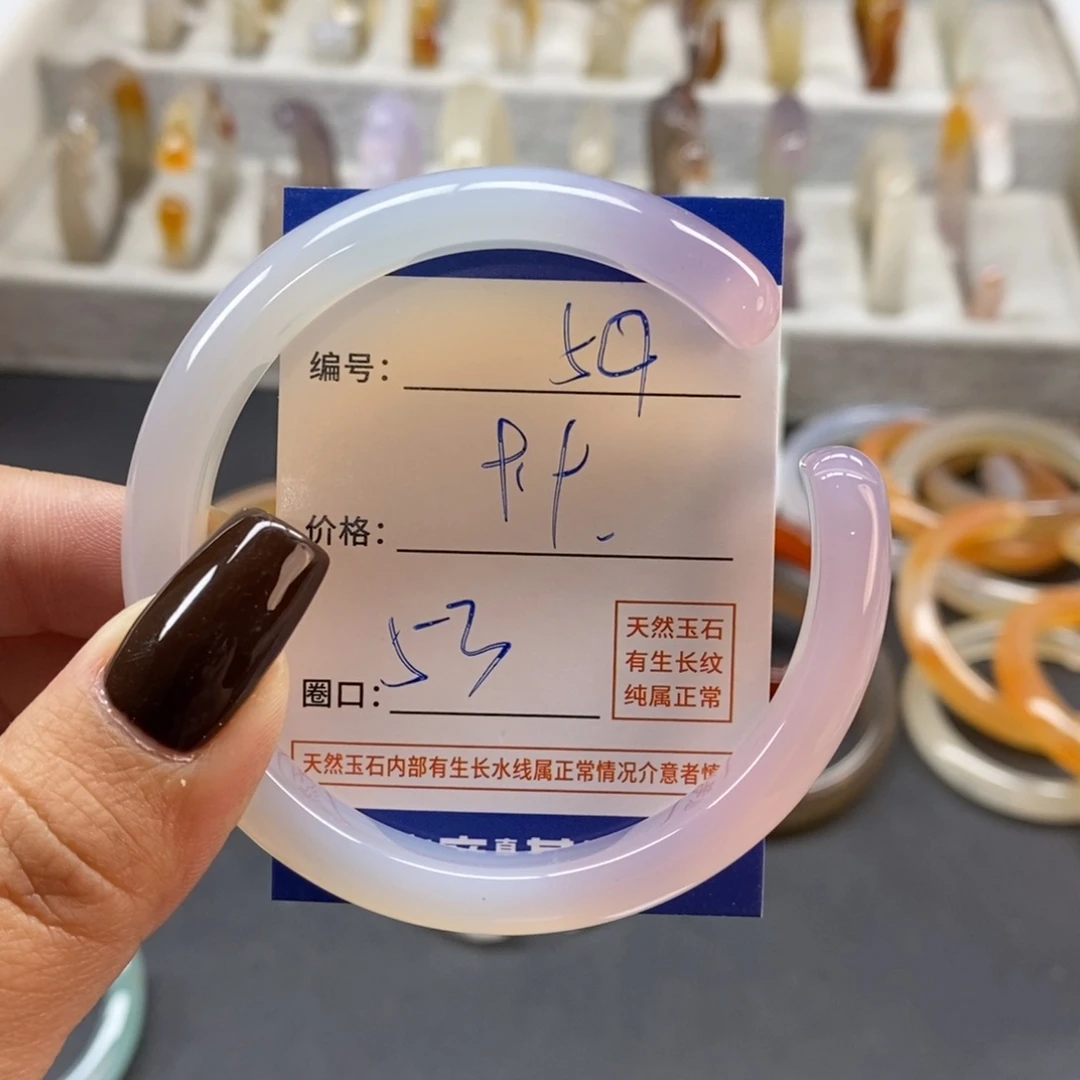 编号: 59
价格:
圈口: 53
天然玉石
有生长纹
纯属正常
天然玉石内部有生长水线属正常情况介意者慎